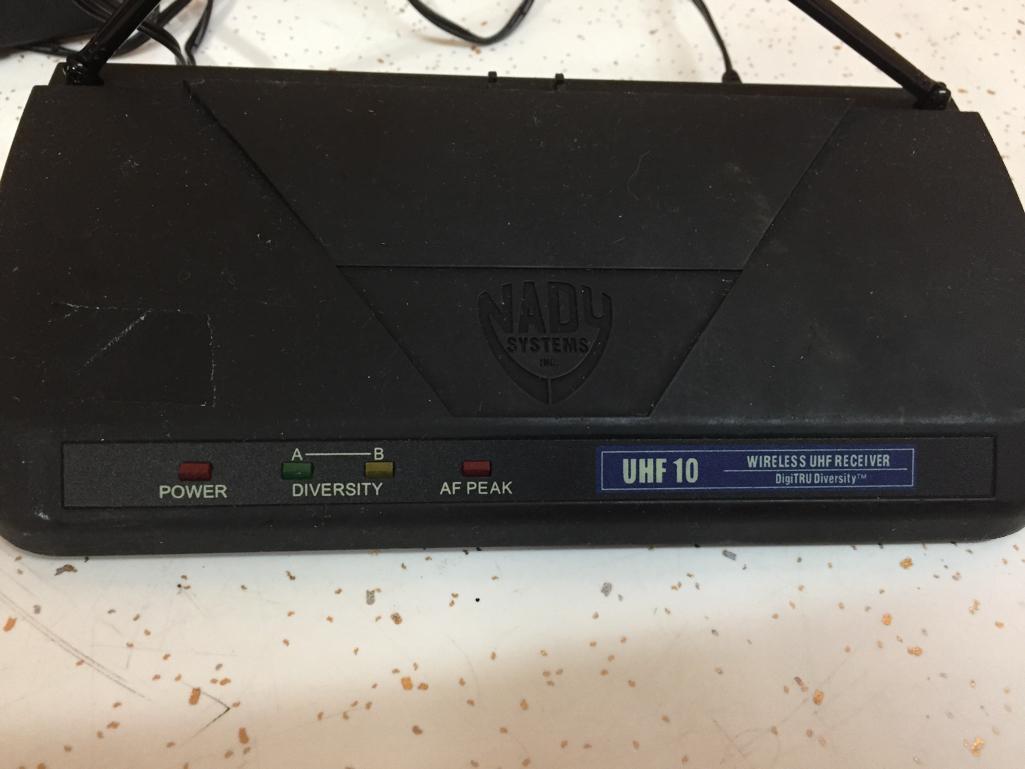 NADY
SYSTEMS
INC.
A B
POWER
DIVERSITY
AF PEAK
UHF 10
WIRELESS UHF RECEIVER
DigiTRU Diversity™